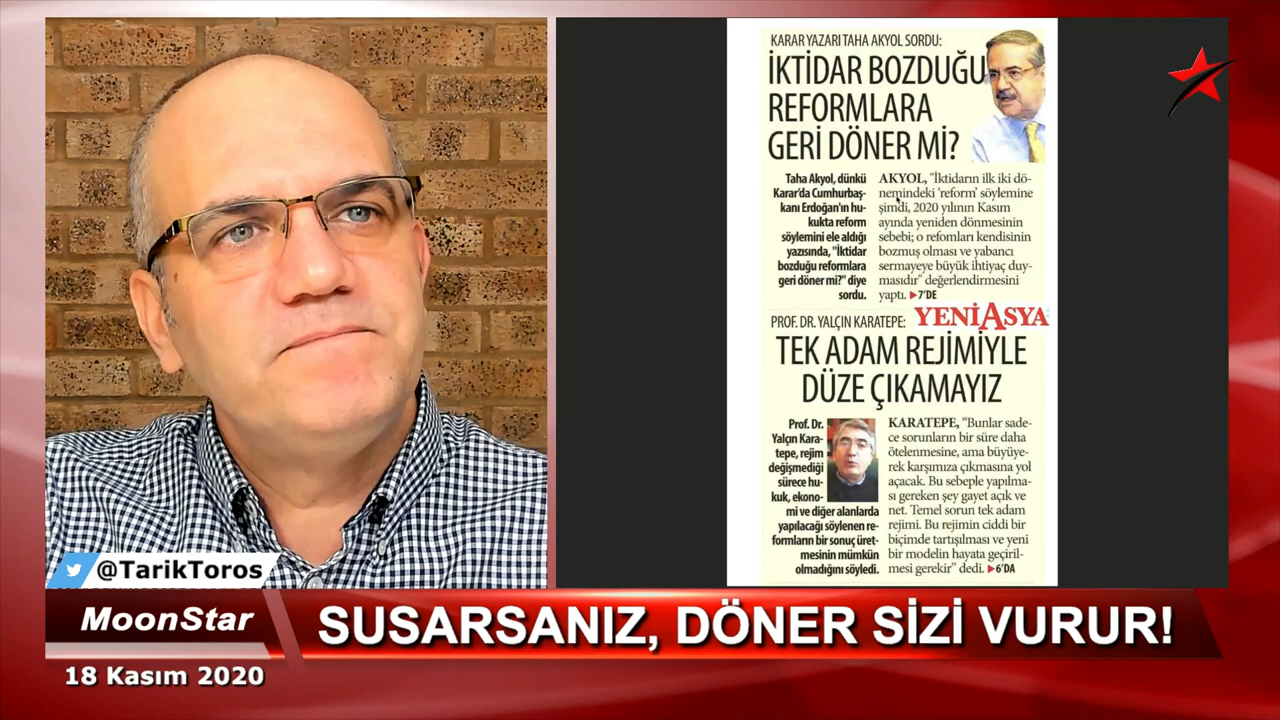 KARAR YAZARI TAHA AKYOL SORDU:
İKTİDAR BOZDUĞU
REFORMLARA
GERİ DÖNER Mİ?
Taha Akyol, dünkü
Karar'da Cumhurbaş-
kanı Erdoğan'ın hu-
kukta reform
söylemini ele aldığı
yazısında, "İktidar
bozduğu reformlara
geri döner mi?" diye
sordu.
AKYOL, "İktidarın ilk iki dö-
nemindeki 'reform' söylemine
şimdi, 2020 yılının Kasım
ayında yeniden dönmesinin
sebebi; o refomları kendisinin
bozmuş olması ve yabancı
sermayeye büyük ihtiyaç duy-
masıdır" değerlendirmesini
yaptı. ▶7'DE
PROF. DR. YALÇIN KARATEPE:
YENİASYA
TEK ADAM REJİMİYLE
DÜZE ÇIKAMAYIZ
Prof. Dr.
Yalçın Kara-
tepe, rejim
değişmediği
sürece hu-
kuk, ekono-
mi ve diğer alanlarda
yapılacağı söylenen re-
formların bir sonuç üret-
mesinin mümkün
olmadığını söyledi.
KARATEPE, "Bunlar sade-
ce sorunların bir süre daha
ötelenmesine, ama büyüye-
rek karşımıza çıkmasına yol
açacak. Bu sebeple yapılma-
sı gereken şey gayet açık ve
net. Temel sorun tek adam
rejimi. Bu rejimin ciddi bir
biçimde tartışılması ve yeni
bir modelin hayata geçiril-
mesi gerekir" dedi. ▶6'DA
@TarikToros
MoonStar
SUSARSANIZ, DÖNER SİZİ VURUR!
18 Kasım 2020